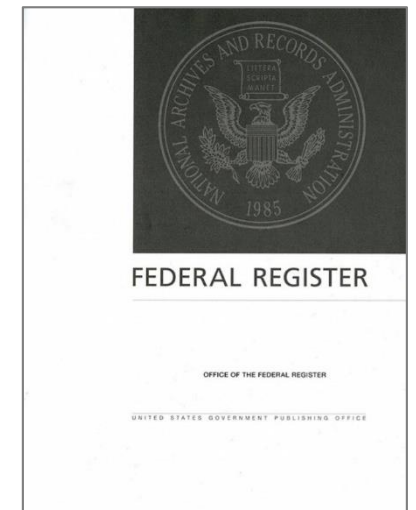 NATIONAL ARCHIVES AND RECORDS ADMINISTRATION
LITTERA
SCRIPTA
MANET
1985
FEDERAL REGISTER
OFFICE OF THE FEDERAL REGISTER
UNITED STATES GOVERNMENT PUBLISHING OFFICE